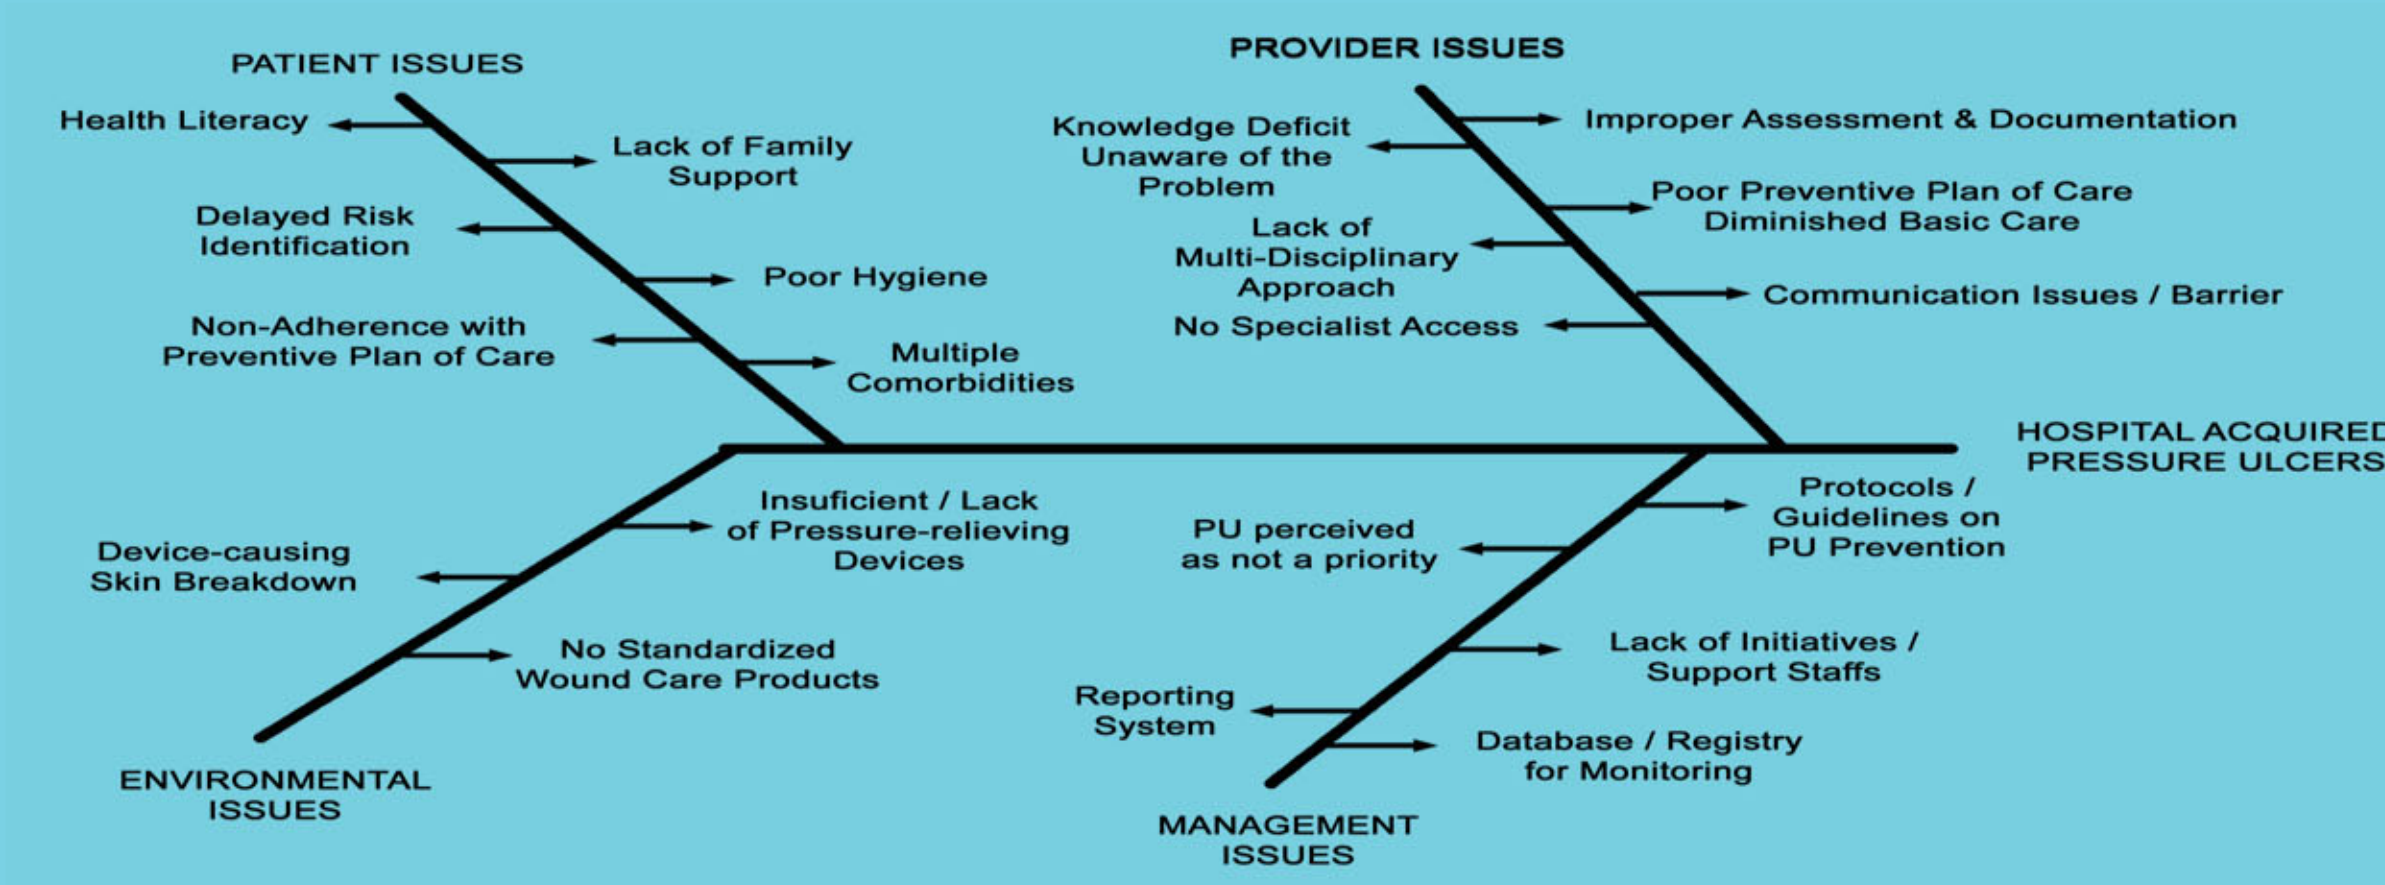 PATIENT ISSUES
Health Literacy
Lack of Family
Support
Delayed Risk
Identification
Poor Hygiene
Non-Adherence with
Preventive Plan of Care
Multiple
Comorbidities
PROVIDER ISSUES
Improper Assessment & Documentation
Knowledge Deficit
Unaware of the
Problem
Poor Preventive Plan of Care
Diminished Basic Care
Lack of
Multi-Disciplinary
Approach
Communication Issues / Barrier
No Specialist Access
HOSPITAL ACQUIRED
PRESSURE ULCERS
Insuficient / Lack
of Pressure-relieving
Devices
Device-causing
Skin Breakdown
No Standardized
Wound Care Products
ENVIRONMENTAL
ISSUES
Protocols /
Guidelines on
PU Prevention
PU perceived
as not a priority
Lack of Initiatives /
Support Staffs
Reporting
System
Database / Registry
for Monitoring
MANAGEMENT
ISSUES